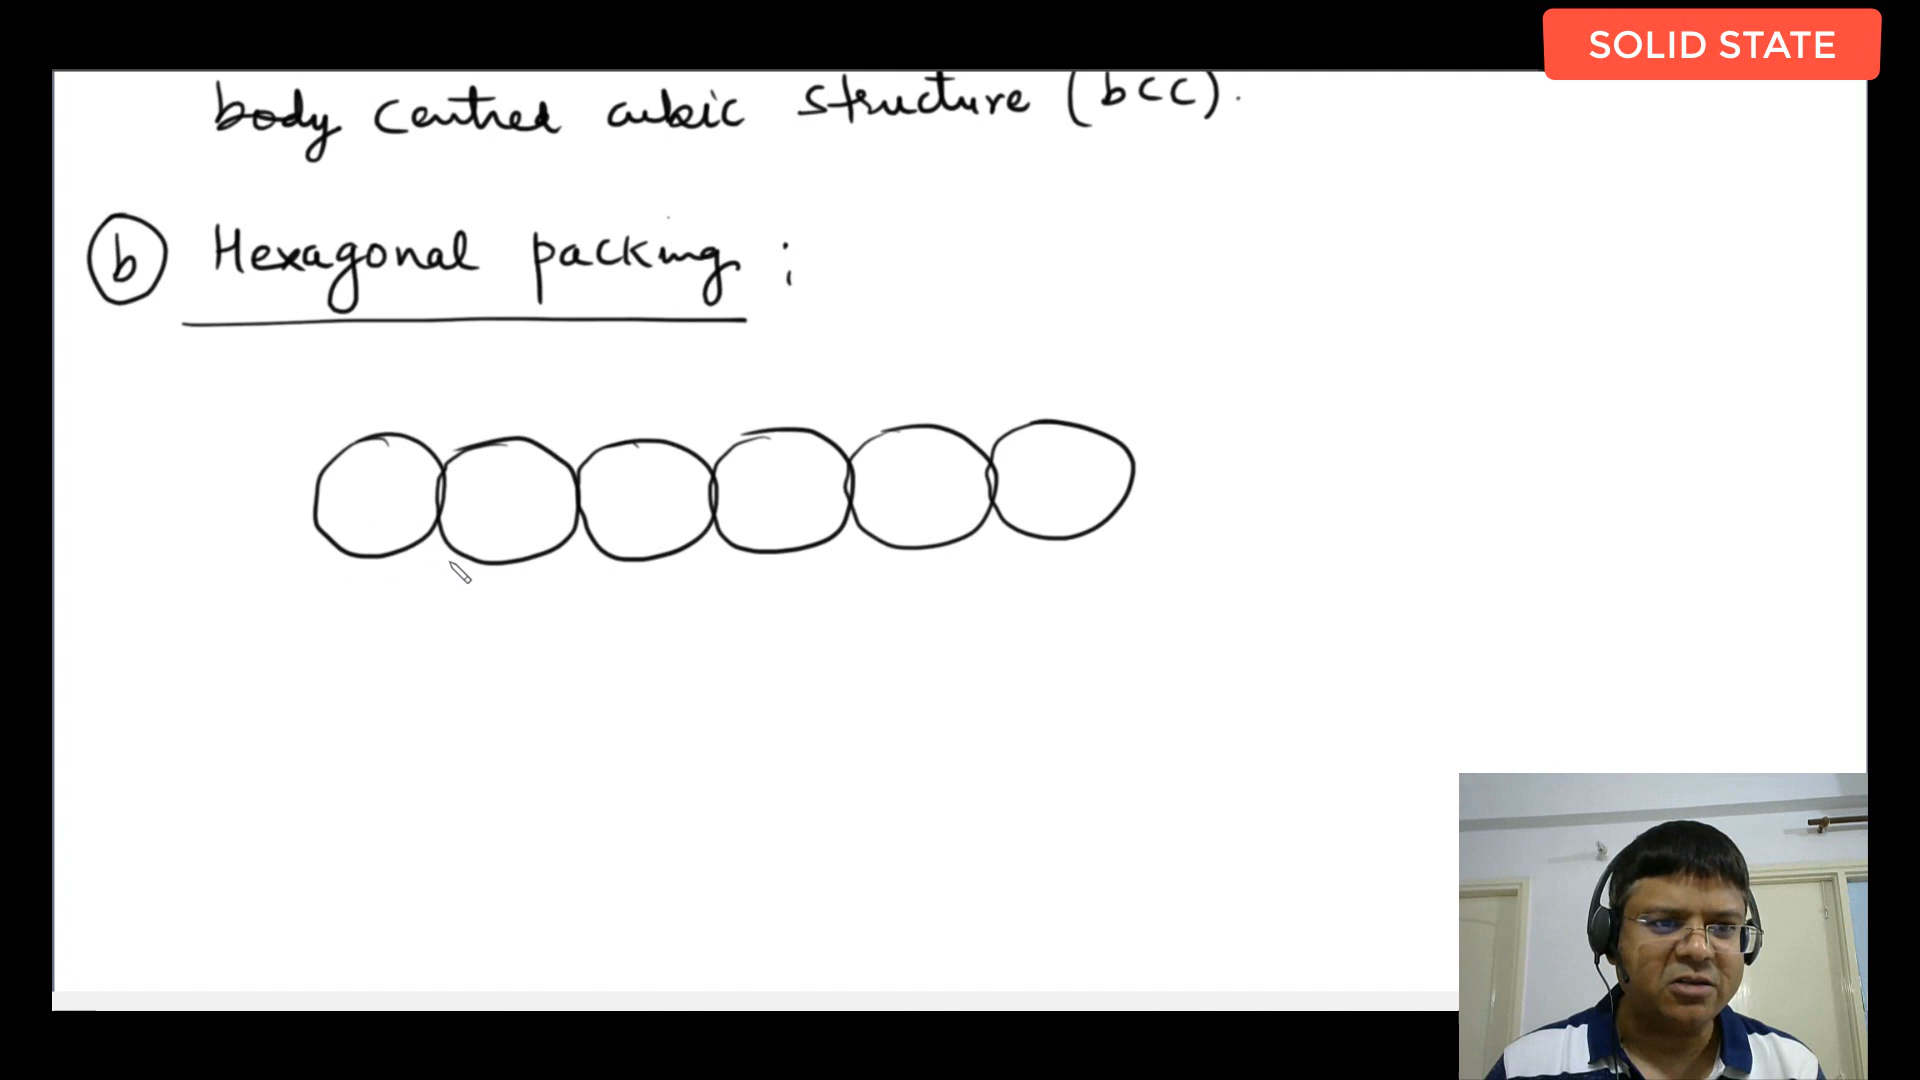 SOLID STATE
body centred cubic structure (bcc).
b Hexagonal packing :